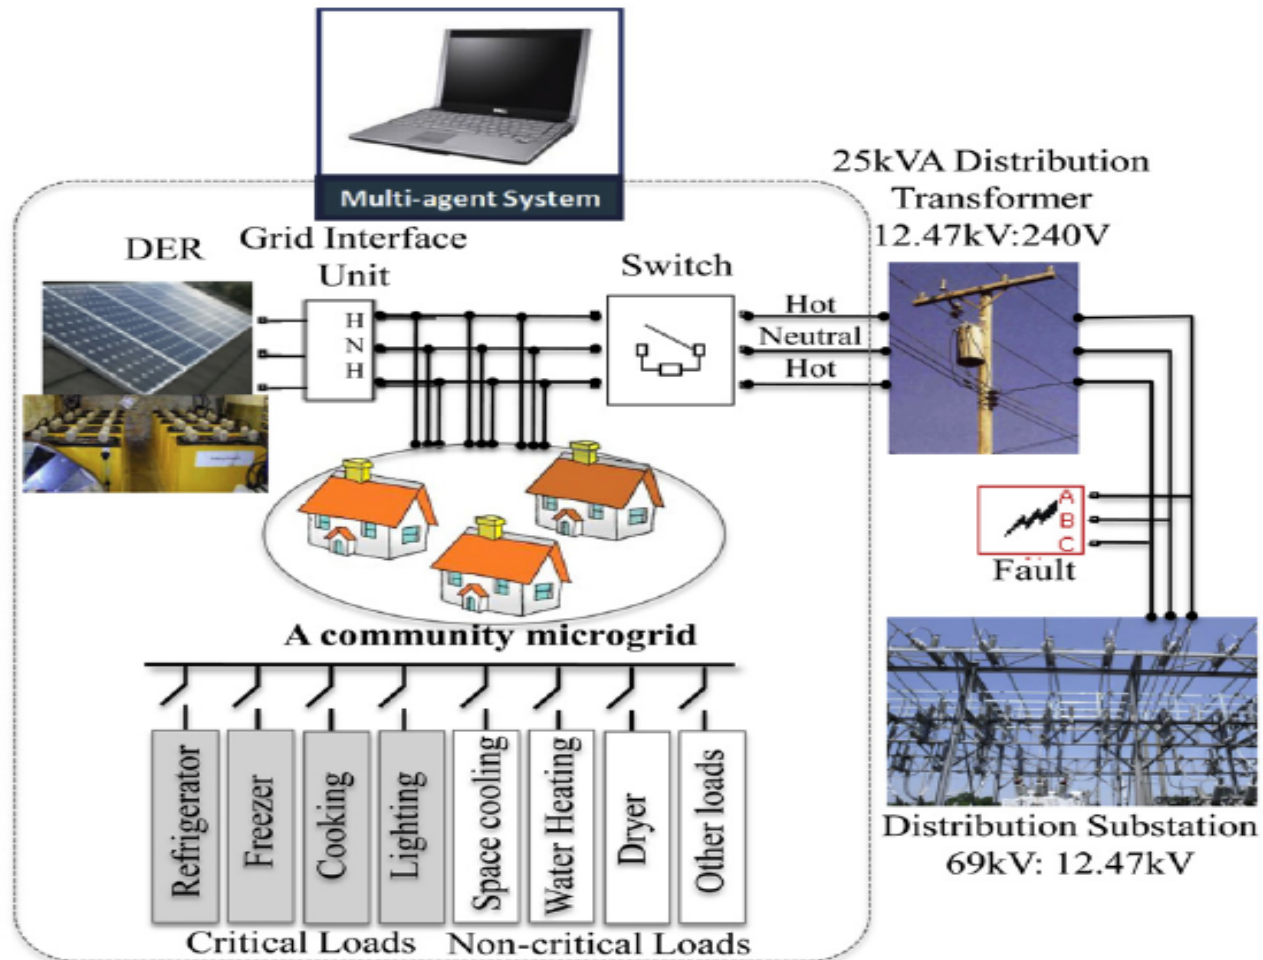 Multi-agent System
25kVA Distribution
Transformer
12.47kV:240V
DER
Grid Interface
Unit
Switch
H
N
H
Hot
Neutral
Hot
A
B
C
Fault
A community microgrid
Refrigerator
Freezer
Cooking
Lighting
Space cooling
Water Heating
Dryer
Other loads
Critical Loads
Non-critical Loads
Distribution Substation
69kV: 12.47kV